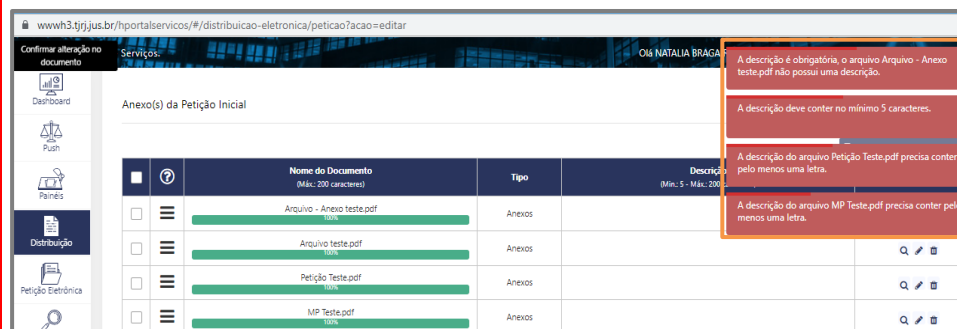 wwwh3.tjrj.jus.br/hportalservicos/#/distribuicao-eletronica/peticao?acao=editar
Confirmar alteração no
documento
Serviços.
Olá NATALIA BRAGA
A descrição é obrigatória, o arquivo Arquivo - Anexo
teste.pdf não possui uma descrição.
A descrição deve conter no mínimo 5 caracteres.
A descrição do arquivo Petição Teste.pdf precisa conter
pelo menos uma letra.
A descrição do arquivo MP Teste.pdf precisa conter pelo
menos uma letra.
Dashboard
Push
Painéis
Distribuição
Petição Eletrônica
Anexo(s) da Petição Inicial
Nome do Documento
(Máx.: 200 caracteres)
Tipo
Descriçã
(Min.: 5 - Máx.: 200
Arquivo - Anexo teste.pdf
100%
Anexos
Arquivo teste.pdf
100%
Anexos
Petição Teste.pdf
100%
Anexos
MP Teste.pdf
100%
Anexos